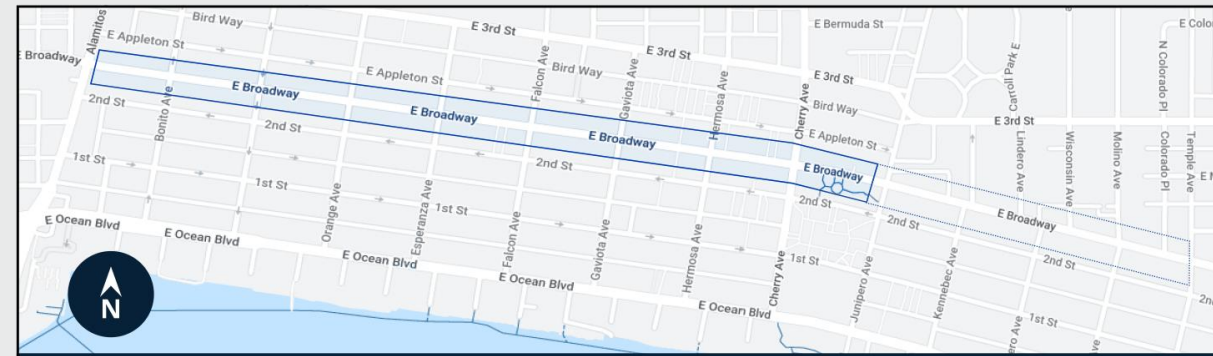 Bird Way
E 3rd St
E Bermuda St
E Color
Alamitos
E Appleton St
E Broadway
E Appleton St
Falcon Ave
Bird Way
E 3rd St
Gaviota Ave
Hermosa Ave
E 3rd St
Cherry Ave
Bird Way
E Appleton St
E 3rd St
Carroll Park E
Lindero Ave
Wisconsin Ave
Molino Ave
N Colorado Pl
Colorado Pl
Temple Ave
2nd St
Bonito Ave
E Broadway
E Broadway
E Broadway
E Broadway
E Broadway
2nd St
2nd St
2nd St
2nd St
2nd St
1st St
1st St
1st St
1st St
1st St
Orange Ave
Esperanza Ave
Falcon Ave
Gaviota Ave
Hermosa Ave
Cherry Ave
Junipero Ave
Kennebec Ave
ero Ave
Ave
E Ocean Blvd
E Ocean Blvd
E Ocean Blvd
E Ocean Blvd
E Ocean Blvd
N